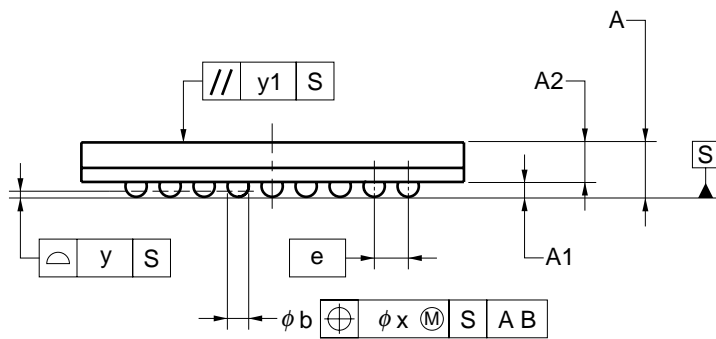 A
// y1 S
A2
S
⌓ y S
e
A1
ϕ b ⌖ ϕ x Ⓜ S A B